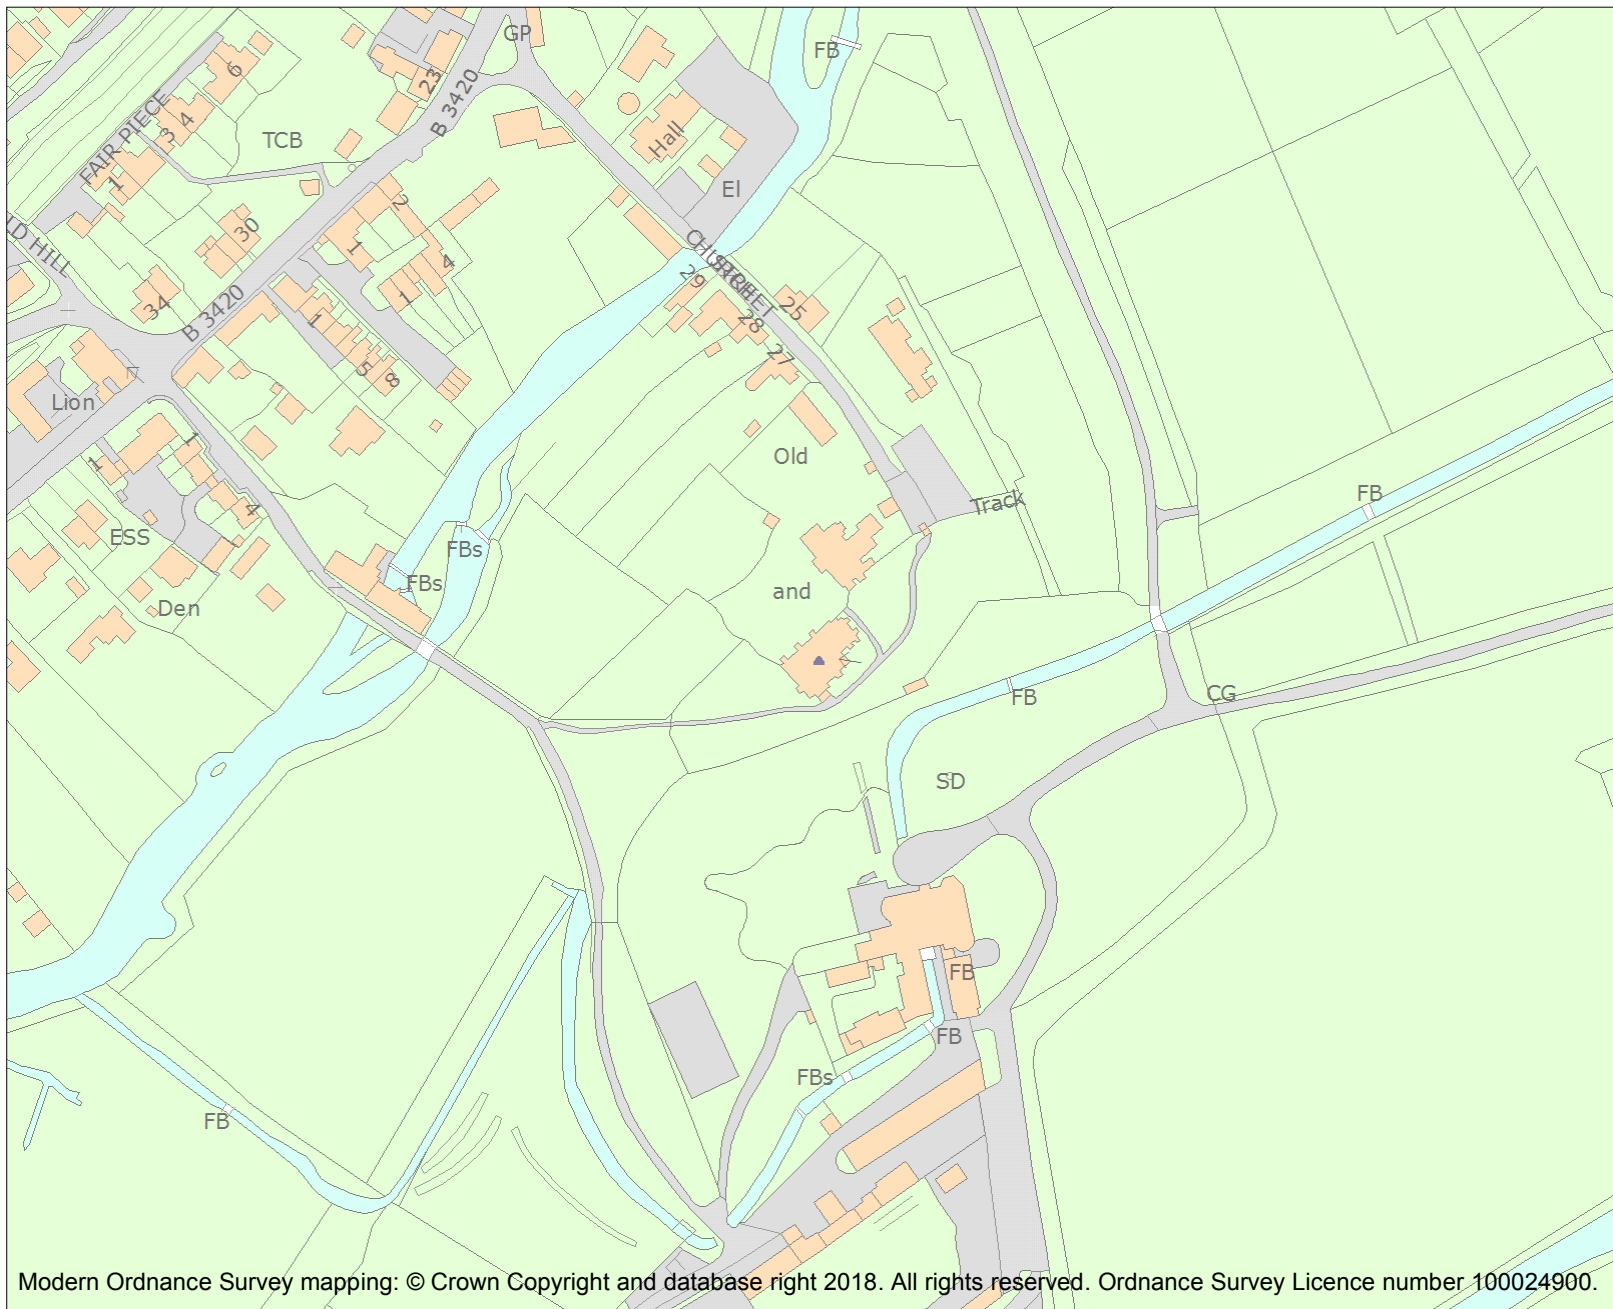 GP
FB
6
23
B 3420
FAIR PIECE
3 4
1
TCB
Hall
El
2
30
1
4
1
LD HILL
34
B 3420
CHURCH
STREET
29
25
28
27
1
5
8
Lion
1
1
4
Old
Track
FB
ESS
FBs
FBs
1
Den
and
FB
CG
SD
FB
FB
FBs
FB
Modern Ordnance Survey mapping: © Crown Copyright and database right 2018. All rights reserved. Ordnance Survey Licence number 100024900.